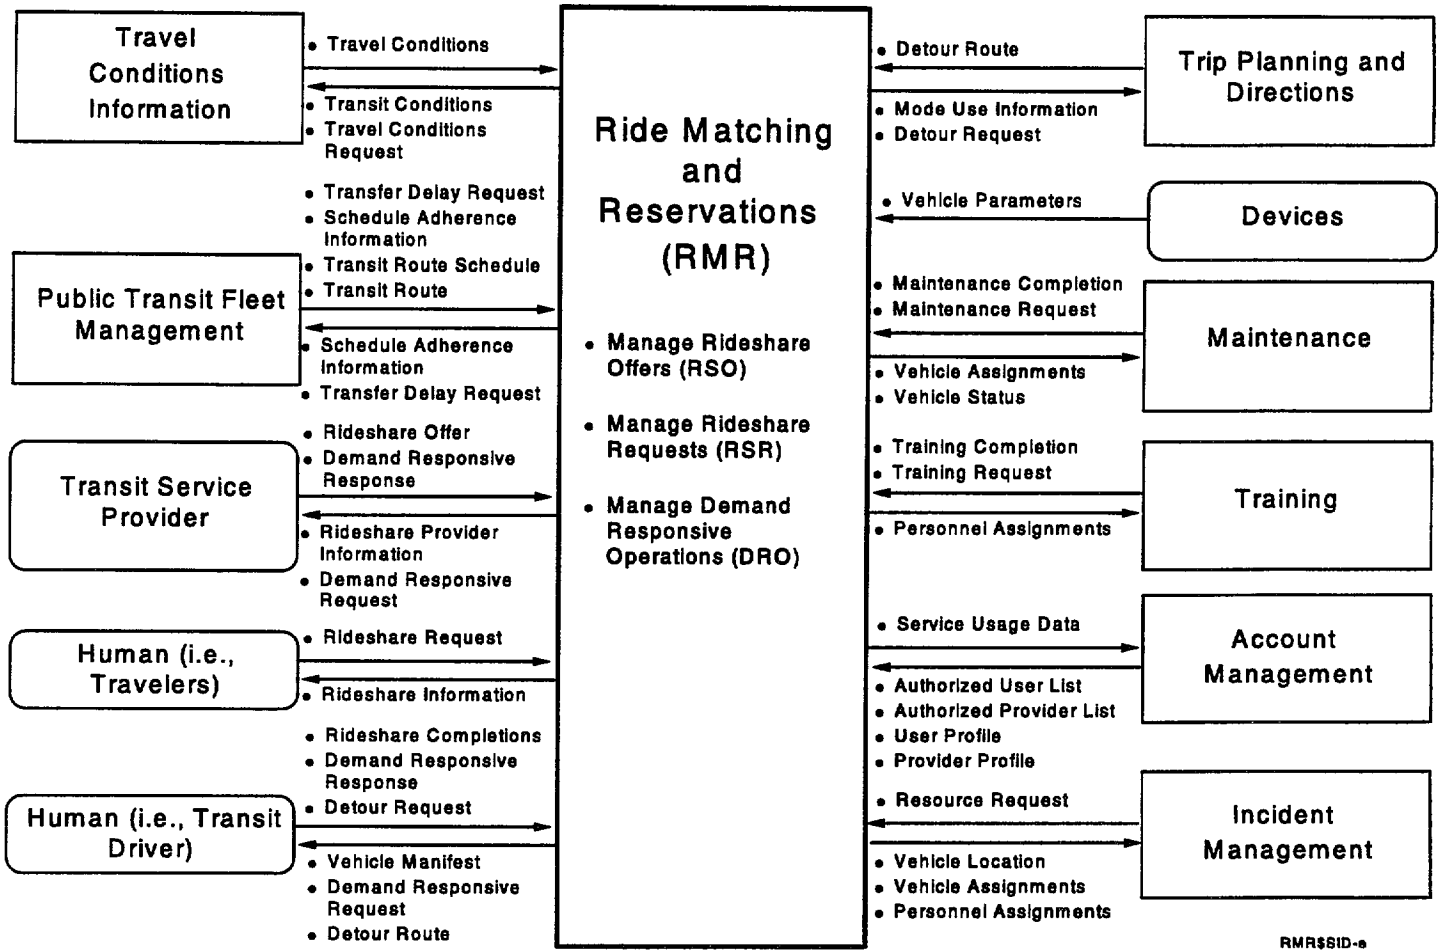 Travel
Conditions
Information
• Travel Conditions
• Transit Conditions
• Travel Conditions
Request
• Transfer Delay Request
• Schedule Adherence
Information
• Transit Route Schedule
• Transit Route
Public Transit Fleet
Management
• Schedule Adherence
Information
• Transfer Delay Request
• Rideshare Offer
• Demand Responsive
Response
Transit Service
Provider
• Rideshare Provider
Information
• Demand Responsive
Request
• Rideshare Request
Human (i.e.,
Travelers)
• Rideshare Information
• Rideshare Completions
• Demand Responsive
Response
• Detour Request
Human (i.e., Transit
Driver)
• Vehicle Manifest
• Demand Responsive
Request
• Detour Route
Ride Matching
and
Reservations
(RMR)
• Manage Rideshare
Offers (RSO)
• Manage Rideshare
Requests (RSR)
• Manage Demand
Responsive
Operations (DRO)
• Detour Route
Trip Planning and
Directions
• Mode Use Information
• Detour Request
• Vehicle Parameters
Devices
• Maintenance Completion
• Maintenance Request
Maintenance
• Vehicle Assignments
• Vehicle Status
• Training Completion
• Training Request
Training
• Personnel Assignments
• Service Usage Data
Account
Management
• Authorized User List
• Authorized Provider List
• User Profile
• Provider Profile
• Resource Request
Incident
Management
• Vehicle Location
• Vehicle Assignments
• Personnel Assignments
RMR$SID-e